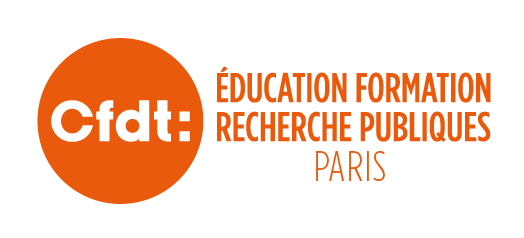 Cfdt:
ÉDUCATION FORMATION
RECHERCHE PUBLIQUES
PARIS